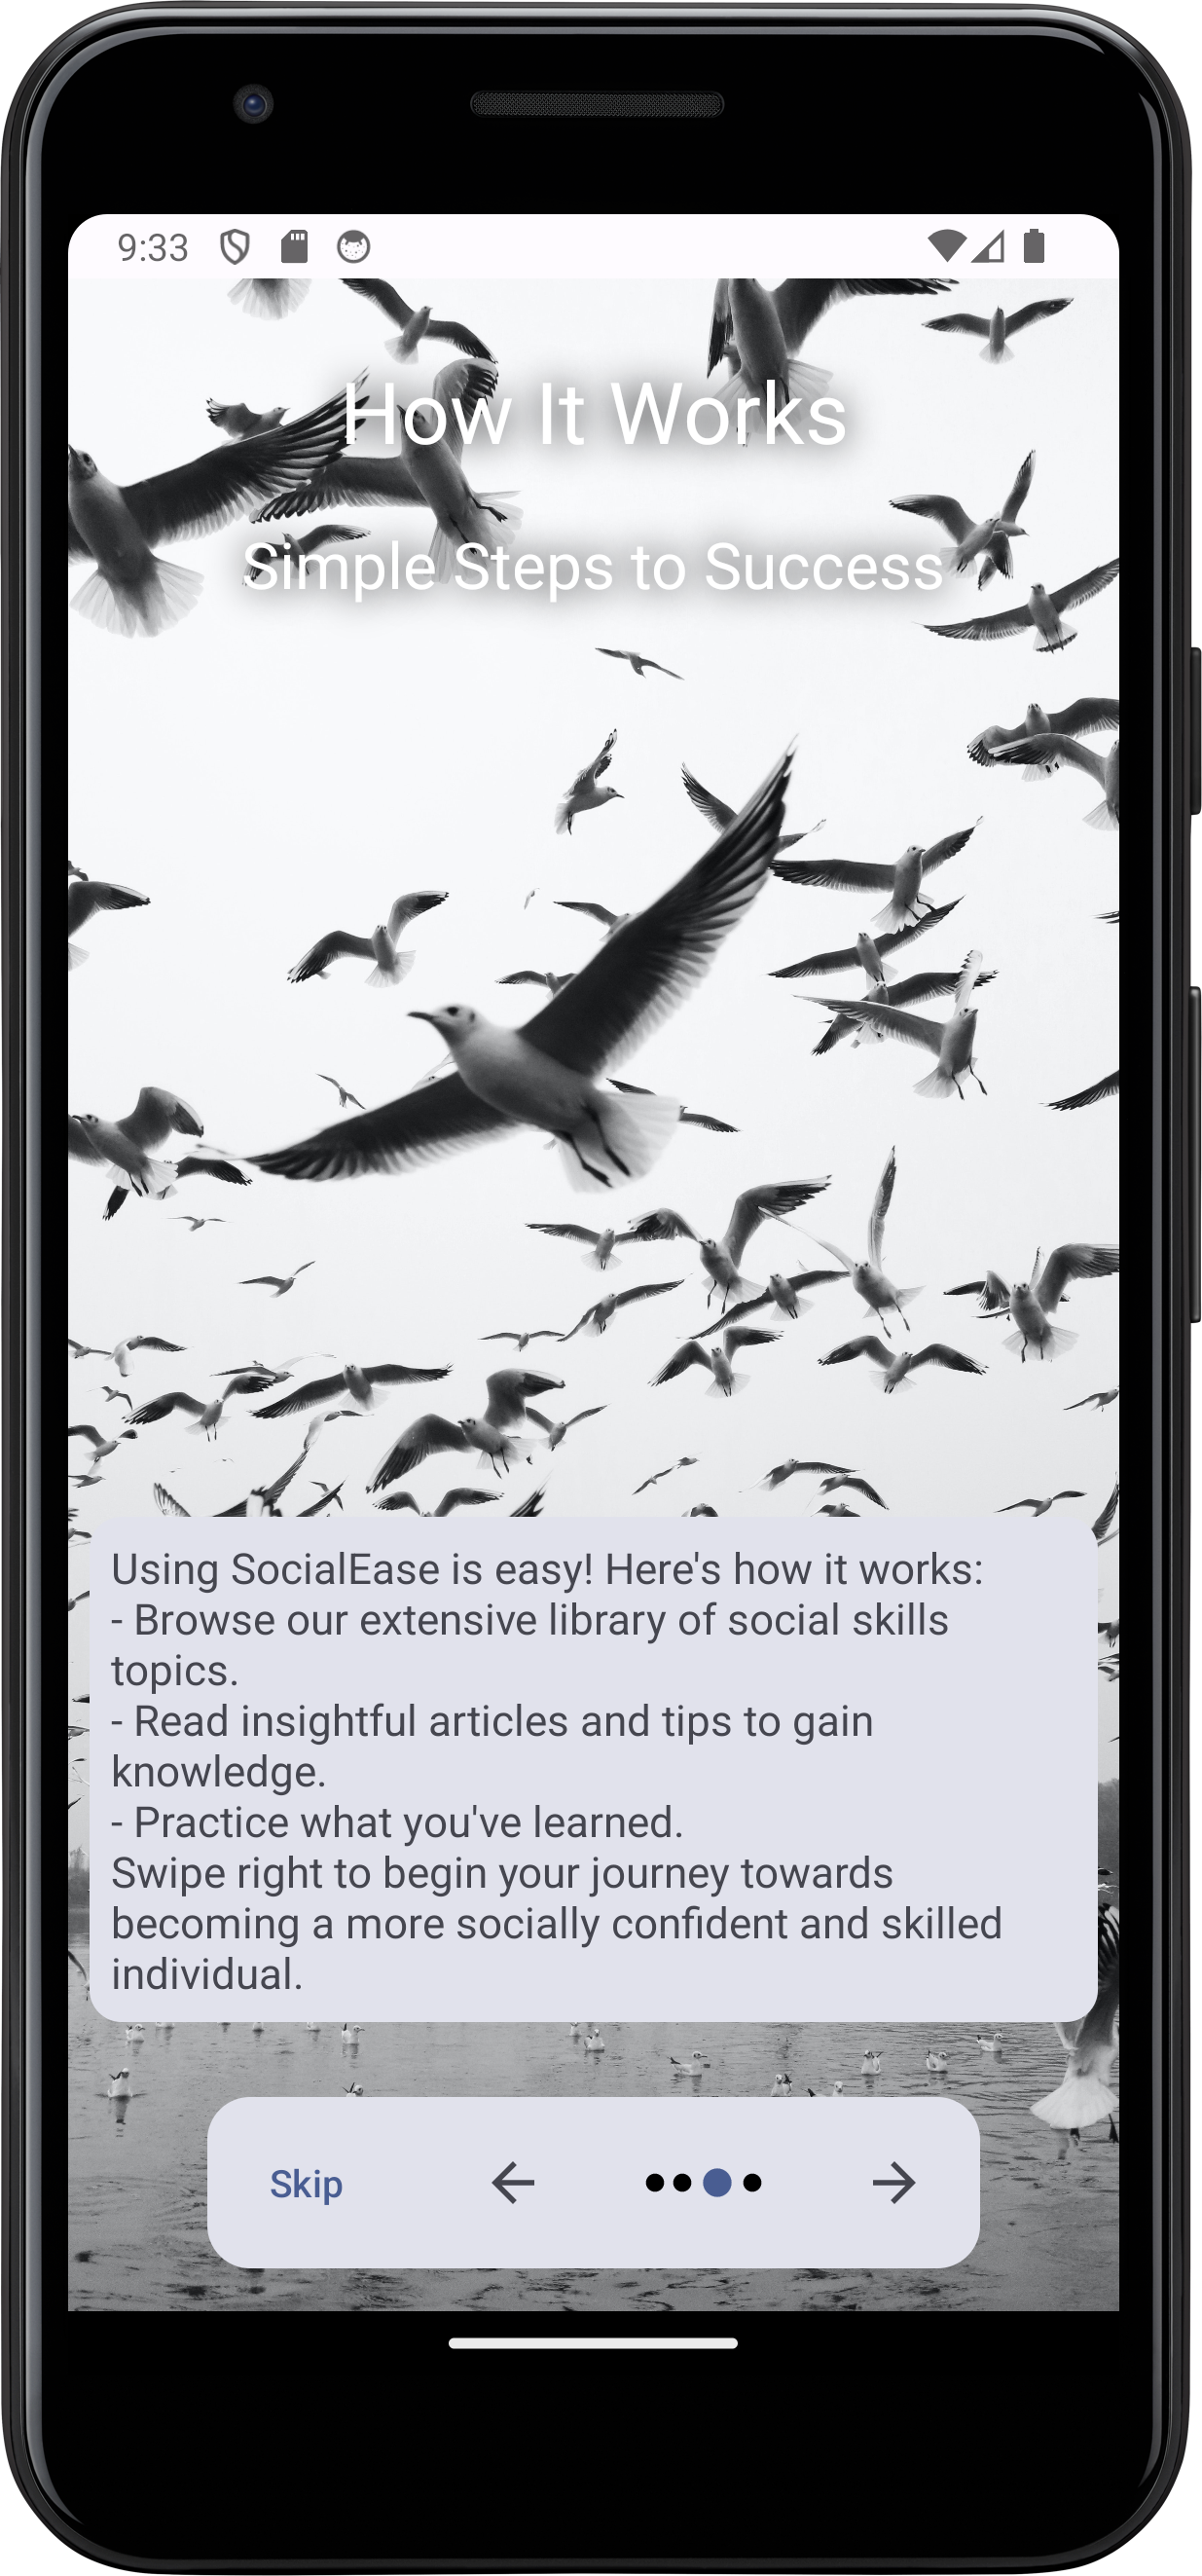 9:33
How It Works
Simple Steps to Success
Using SocialEase is easy! Here's how it works:
- Browse our extensive library of social skills
topics.
- Read insightful articles and tips to gain
knowledge.
- Practice what you've learned.
Swipe right to begin your journey towards
becoming a more socially confident and skilled
individual.
Skip